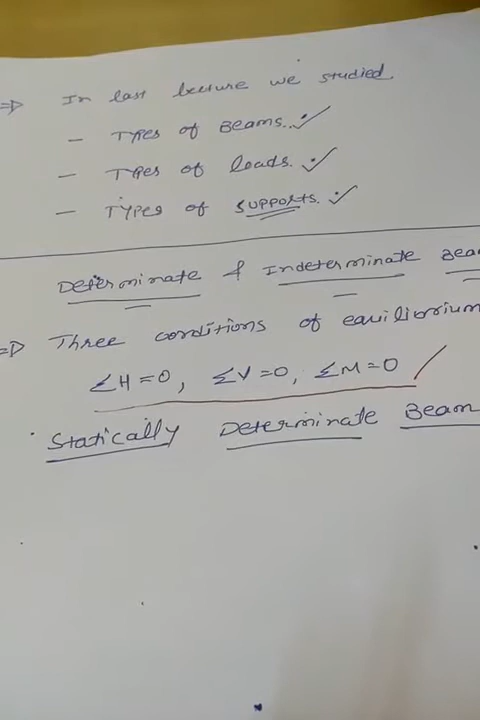 ⇒ In last lecture we studied
- Types of Beams. ✓
- Types of loads. ✓
- Types of supports. ✓
Determinate & Indeterminate Bea
⇒ Three conditions of equilibrium
ΣH=0, ΣV=0, ΣM=0
Statically Determinate Beam